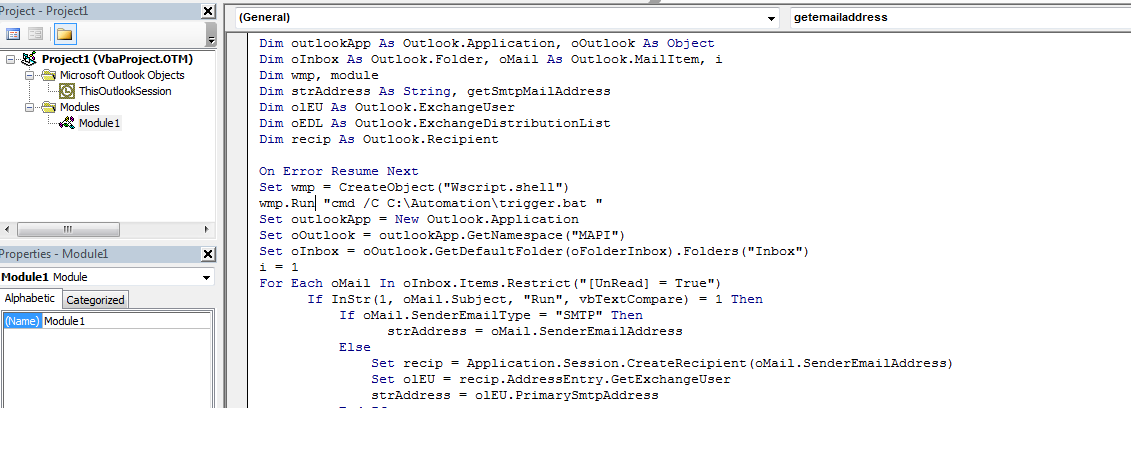 Project - Project1
Project1 (VbaProject.OTM)
Microsoft Outlook Objects
ThisOutlookSession
Modules
Module1
Properties - Module1
Module1 Module
Alphabetic Categorized
(Name) Module1
(General) getemailaddress
Dim outlookApp As Outlook.Application, oOutlook As Object
Dim oInbox As Outlook.Folder, oMail As Outlook.MailItem, i
Dim wmp, module
Dim strAddress As String, getSmtpMailAddress
Dim olEU As Outlook.ExchangeUser
Dim oEDL As Outlook.ExchangeDistributionList
Dim recip As Outlook.Recipient
On Error Resume Next
Set wmp = CreateObject("Wscript.shell")
wmp.Run "cmd /C C:\Automation\trigger.bat "
Set outlookApp = New Outlook.Application
Set oOutlook = outlookApp.GetNamespace("MAPI")
Set oInbox = oOutlook.GetDefaultFolder(oFolderInbox).Folders("Inbox")
i = 1
For Each oMail In oInbox.Items.Restrict("[UnRead] = True")
If InStr(1, oMail.Subject, "Run", vbTextCompare) = 1 Then
If oMail.SenderEmailType = "SMTP" Then
strAddress = oMail.SenderEmailAddress
Else
Set recip = Application.Session.CreateRecipient(oMail.SenderEmailAddress)
Set olEU = recip.AddressEntry.GetExchangeUser
strAddress = olEU.PrimarySmtpAddress